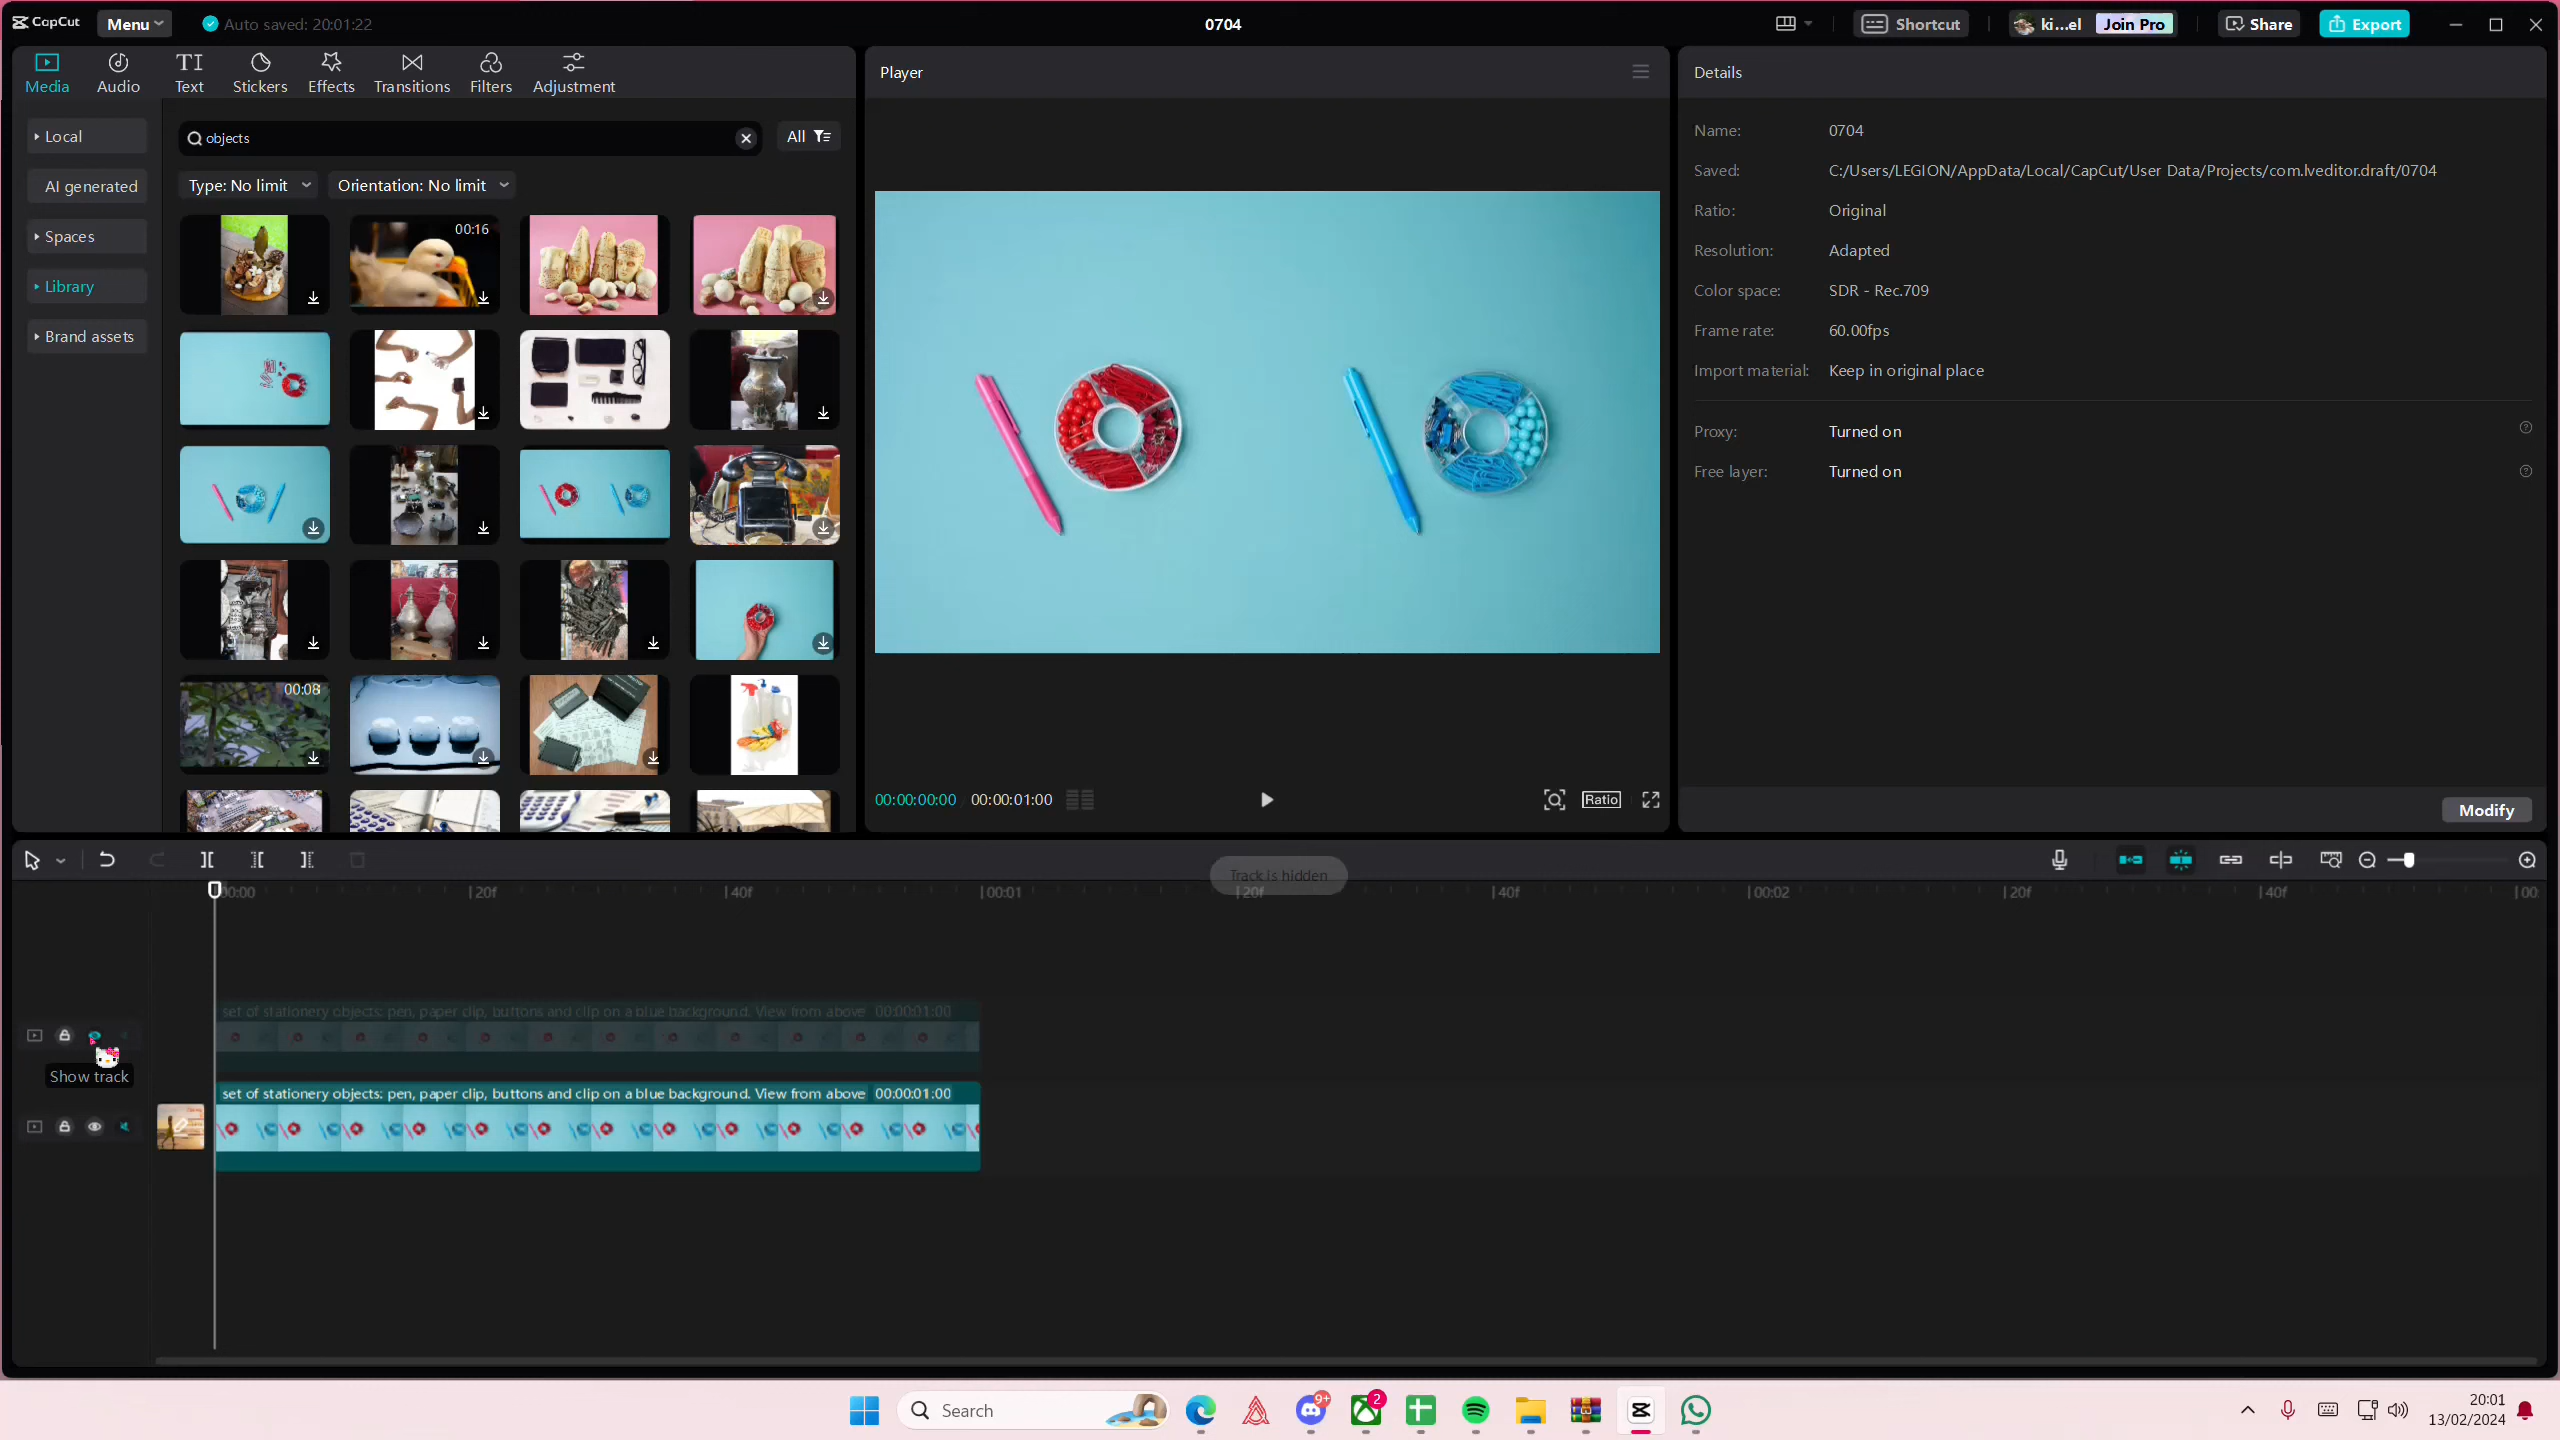 CapCut
Menu
Auto saved: 20:01:22
0704
Shortcut
ki...el
Join Pro
Share
Export
Media
Audio
Text
Stickers
Effects
Transitions
Filters
Adjustment
Local
AI generated
Spaces
Library
Brand assets
objects
All
Type: No limit
Orientation: No limit
00:16
00:08
Player
00:00:00:00
00:00:01:00
Ratio
Details
Name: 0704
Saved: C:/Users/LEGION/AppData/Local/CapCut/User Data/Projects/com.lveditor.draft/0704
Ratio: Original
Resolution: Adapted
Color space: SDR - Rec.709
Frame rate: 60.00fps
Import material: Keep in original place
Proxy: Turned on
Free layer: Turned on
Modify
Track is hidden
00:00
20f
40f
00:01
20f
40f
00:02
20f
40f
00:
set of stationery objects: pen, paper clip, buttons and clip on a blue background. View from above 00:00:01:00
Show track
set of stationery objects: pen, paper clip, buttons and clip on a blue background. View from above 00:00:01:00
Search
9+
2
20:01
13/02/2024